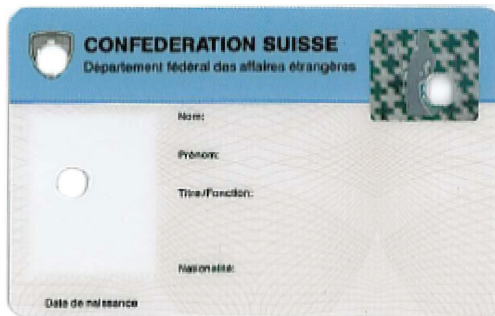 CONFEDERATION SUISSE
Département fédéral des affaires étrangères
Nom:
Prénom:
Titre/Fonction:
Nationalité:
Date de naissance